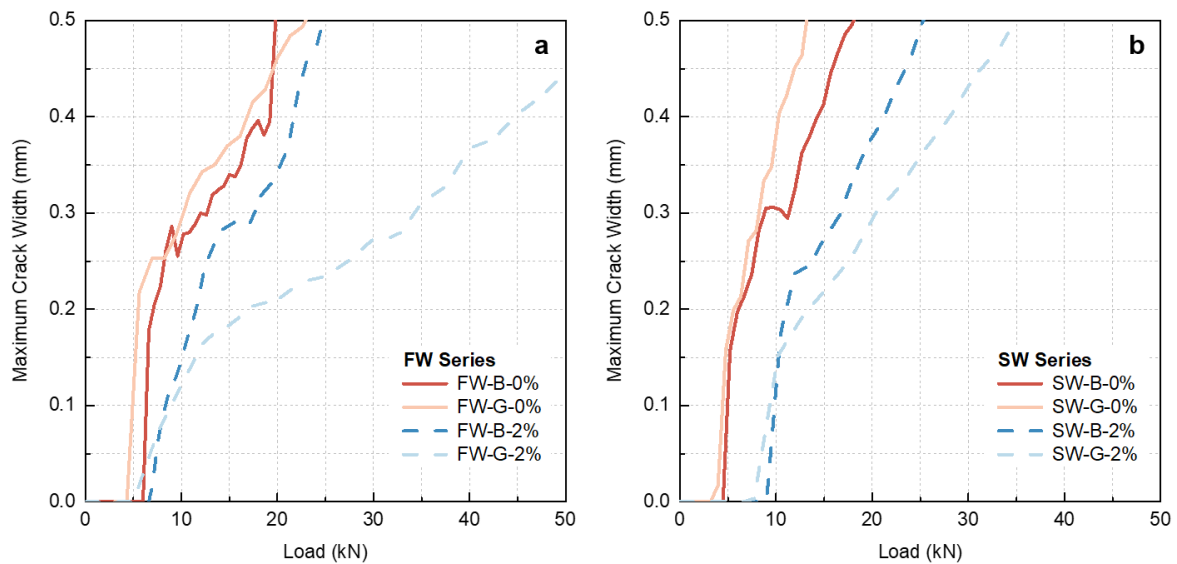 a
0.5
0.4
0.3
0.2
0.1
0.0
Maximum Crack Width (mm)
FW Series
FW-B-0%
FW-G-0%
FW-B-2%
FW-G-2%
0 10 20 30 40 50
Load (kN)
b
0.5
0.4
0.3
0.2
0.1
0.0
Maximum Crack Width (mm)
SW Series
SW-B-0%
SW-G-0%
SW-B-2%
SW-G-2%
0 10 20 30 40 50
Load (kN)